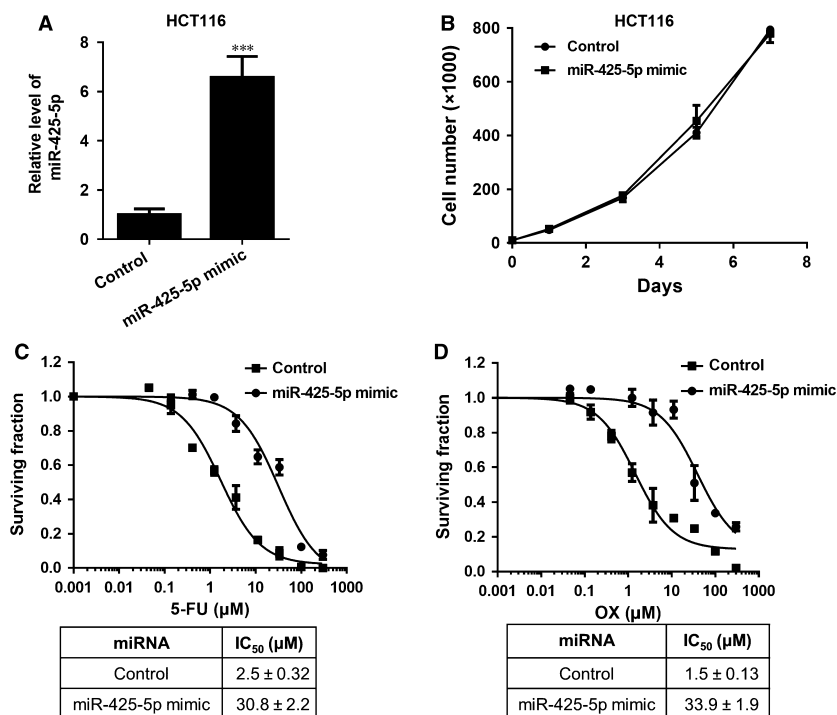 A
HCT116
Relative level of
miR-425-5p
8
6
4
2
0
***
Control
miR-425-5p mimic
B
HCT116
Cell number (×1000)
800
600
400
200
0
Control
miR-425-5p mimic
0 2 4 6 8
Days
C
Surviving fraction
1.2
1.0
0.8
0.6
0.4
0.2
0.0
Control
miR-425-5p mimic
0.001 0.01 0.1 1 10 100 1000
5-FU (µM)
miRNA IC50 (µM)
Control 2.5 ± 0.32
miR-425-5p mimic 30.8 ± 2.2
D
Surviving fraction
1.2
1.0
0.8
0.6
0.4
0.2
0.0
Control
miR-425-5p mimic
0.001 0.01 0.1 1 10 100 1000
OX (µM)
miRNA IC50 (µM)
Control 1.5 ± 0.13
miR-425-5p mimic 33.9 ± 1.9